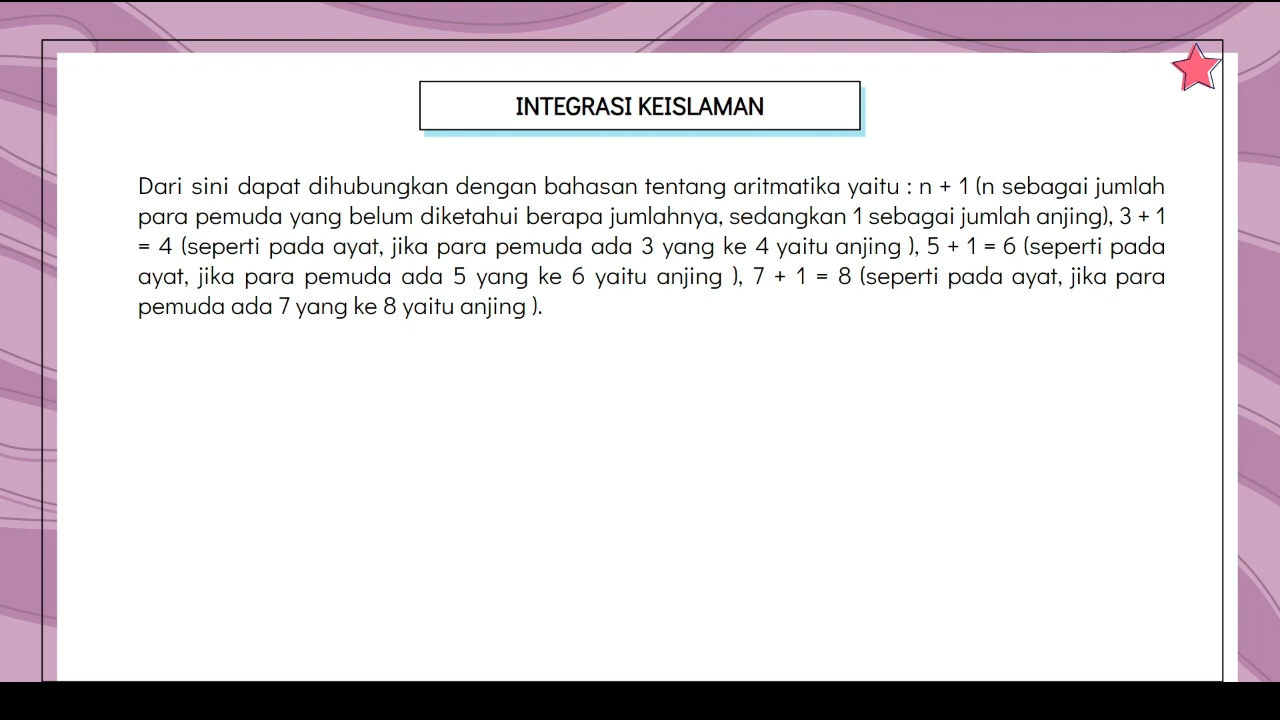 INTEGRASI KEISLAMAN
Dari sini dapat dihubungkan dengan bahasan tentang aritmatika yaitu : n + 1 (n sebagai jumlah
para pemuda yang belum diketahui berapa jumlahnya, sedangkan 1 sebagai jumlah anjing), 3 + 1
= 4 (seperti pada ayat, jika para pemuda ada 3 yang ke 4 yaitu anjing ), 5 + 1 = 6 (seperti pada
ayat, jika para pemuda ada 5 yang ke 6 yaitu anjing ), 7 + 1 = 8 (seperti pada ayat, jika para
pemuda ada 7 yang ke 8 yaitu anjing ).